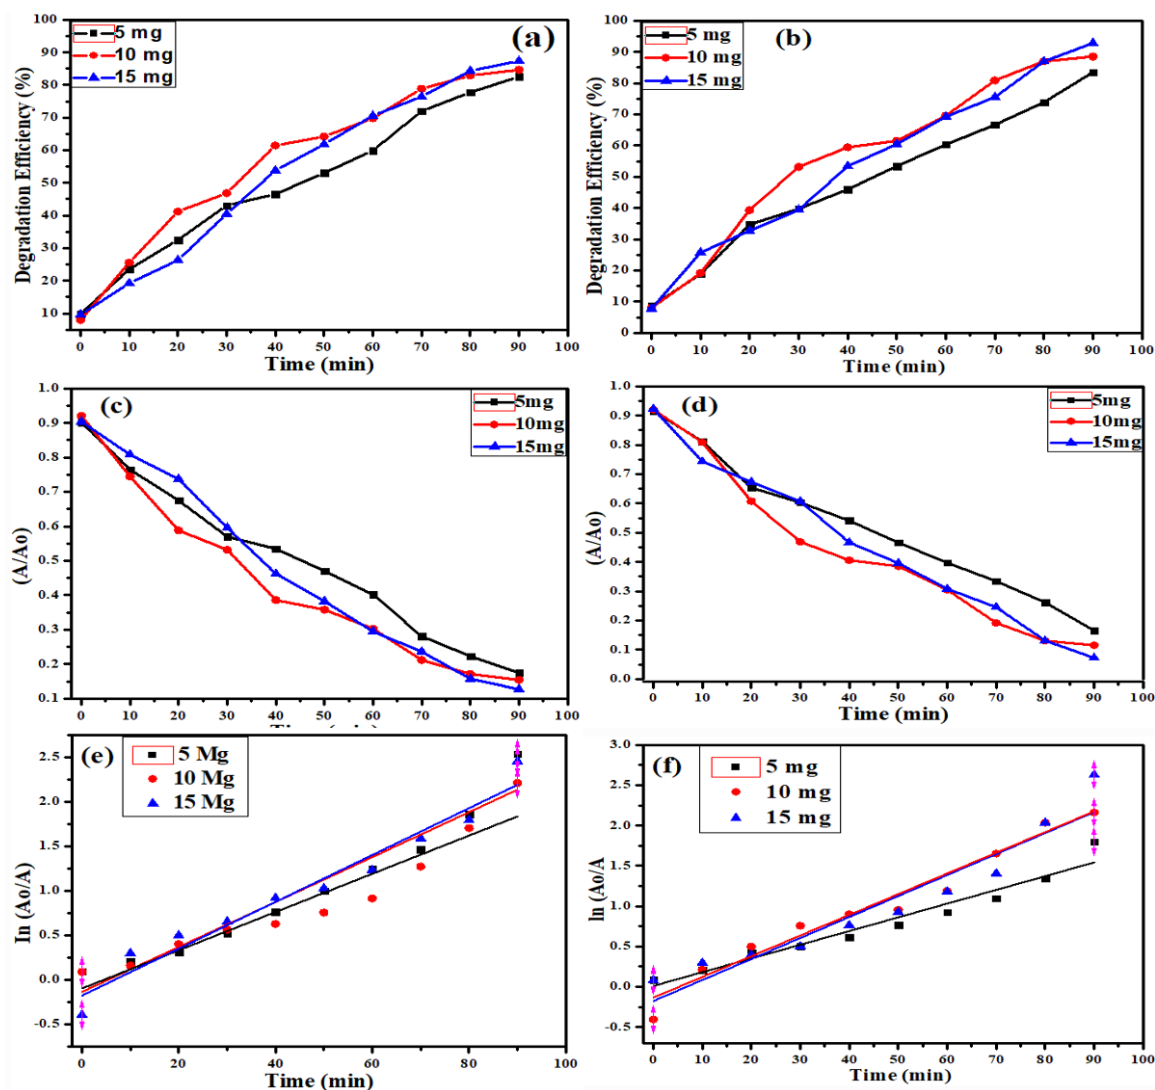 100
90
80
70
60
50
40
30
20
10
5 mg
10 mg
15 mg
(a)
Degradation Efficiency (%)
0 10 20 30 40 50 60 70 80 90 100
Time (min)
100
90
80
70
60
50
40
30
20
10
0
5 mg
10 mg
15 mg
(b)
Degradation Efficiency (%)
0 10 20 30 40 50 60 70 80 90 100
Time (min)
1.0
0.9
0.8
0.7
0.6
0.5
0.4
0.3
0.2
0.1
(c)
5mg
10mg
15mg
(A/Ao)
0 10 20 30 40 50 60 70 80 90 100
Time (min)
1.0
0.9
0.8
0.7
0.6
0.5
0.4
0.3
0.2
0.1
0.0
(d)
5mg
10mg
15mg
(A/Ao)
0 10 20 30 40 50 60 70 80 90 100
Time (min)
2.5
2.0
1.5
1.0
0.5
0.0
-0.5
(e)
5 Mg
10 Mg
15 Mg
In (Ao/A)
0 10 20 30 40 50 60 70 80 90 100
Time (min)
3.0
2.5
2.0
1.5
1.0
0.5
0.0
-0.5
5 mg
10 mg
15 mg
(f)
ln (Ao/A
0 10 20 30 40 50 60 70 80 90 100
Time (min)